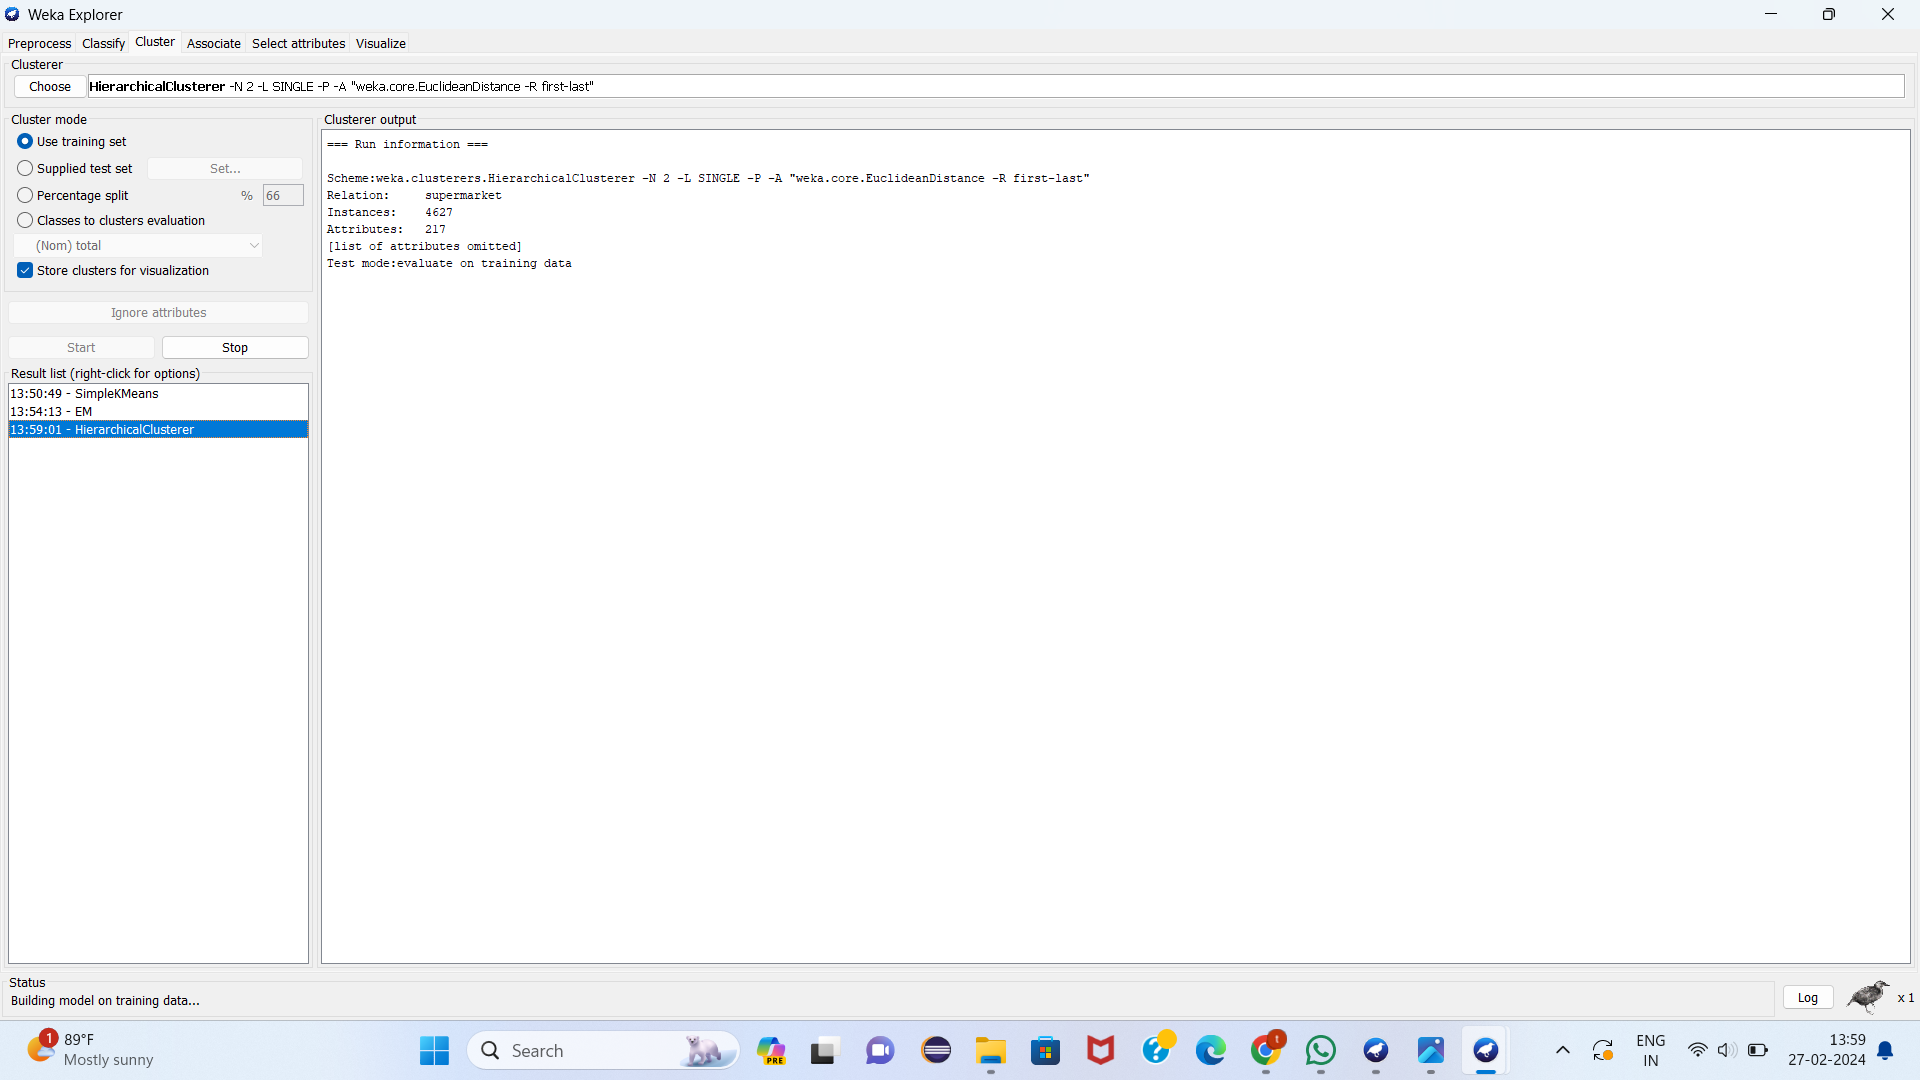 Weka Explorer
Preprocess Classify Cluster Associate Select attributes Visualize
Clusterer
Choose HierarchicalClusterer -N 2 -L SINGLE -P -A "weka.core.EuclideanDistance -R first-last"
Cluster mode
Use training set
Supplied test set Set...
Percentage split % 66
Classes to clusters evaluation
(Nom) total
Store clusters for visualization
Ignore attributes
Start Stop
Result list (right-click for options)
13:50:49 - SimpleKMeans
13:54:13 - EM
13:59:01 - HierarchicalClusterer
Clusterer output
=== Run information ===
Scheme:weka.clusterers.HierarchicalClusterer -N 2 -L SINGLE -P -A "weka.core.EuclideanDistance -R first-last"
Relation: supermarket
Instances: 4627
Attributes: 217
[list of attributes omitted]
Test mode:evaluate on training data
Status
Building model on training data...
Log x 1
1
89°F
Mostly sunny
Search
PRE
t
ENG
IN
13:59
27-02-2024